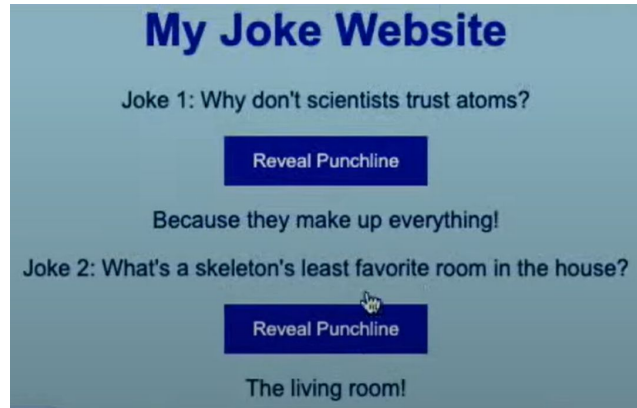 My Joke Website
Joke 1: Why don't scientists trust atoms?
Reveal Punchline
Because they make up everything!
Joke 2: What's a skeleton's least favorite room in the house?
Reveal Punchline
The living room!